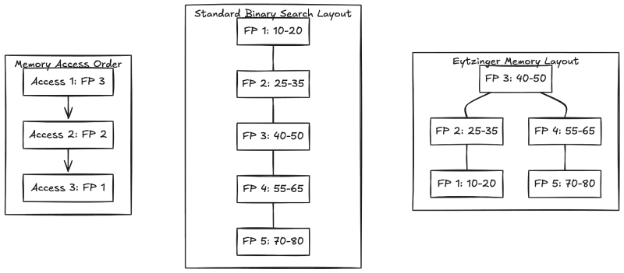 Memory Access Order
Access 1: FP 3
Access 2: FP 2
Access 3: FP 1
Standard Binary Search Layout
FP 1: 10-20
FP 2: 25-35
FP 3: 40-50
FP 4: 55-65
FP 5: 70-80
Eytzinger Memory Layout
FP 3: 40-50
FP 2: 25-35
FP 4: 55-65
FP 1: 10-20
FP 5: 70-80